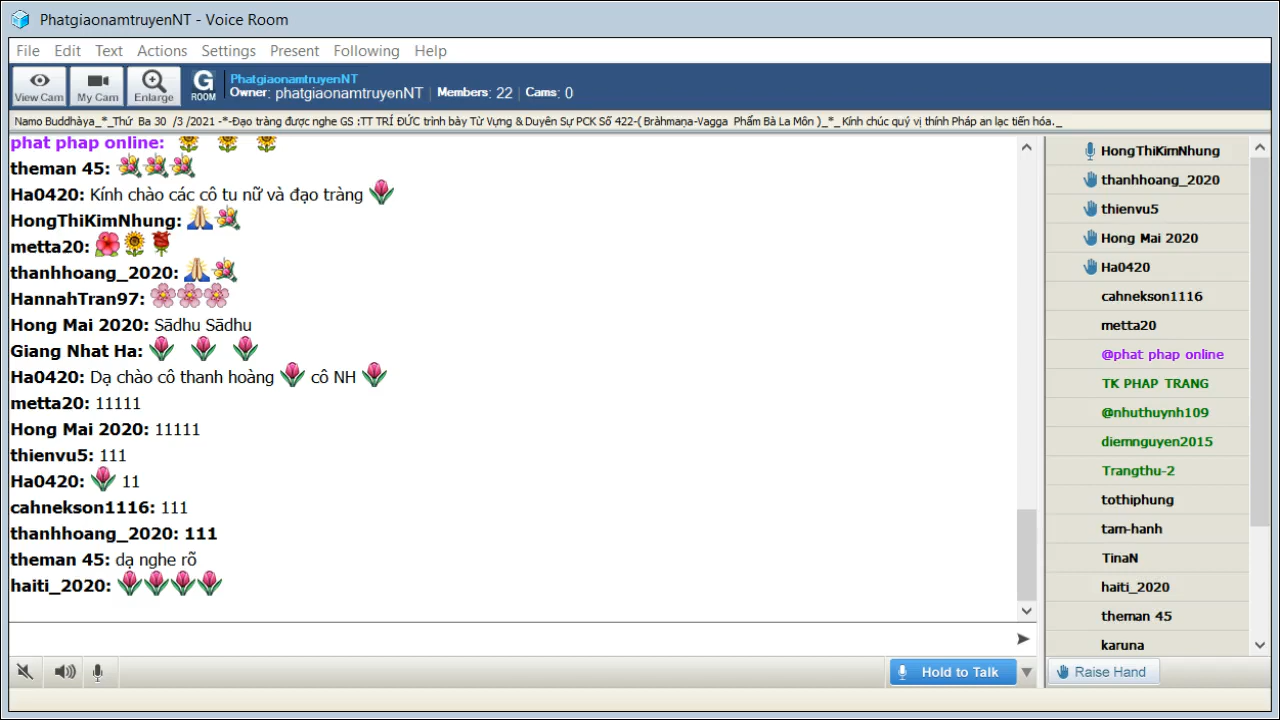 PhatgiaonamtruyenNT - Voice Room
File Edit Text Actions Settings Present Following Help
View Cam
My Cam
Enlarge
G
ROOM
PhatgiaonamtruyenNT
Owner: phatgiaonamtruyenNT | Members: 22 | Cams: 0
Namo Buddhàya_*_Thứ Ba 30 /3 /2021 -*-Đạo tràng được nghe GS :TT TRÍ ĐỨC trình bày Từ Vựng & Duyên Sự PCK Số 422-( Bràhmaṇa-Vagga Phẩm Bà La Môn )_*_ Kính chúc quý vị thính Pháp an lạc tiến hóa._
phat phap online:
theman 45:
Ha0420: Kính chào các cô tu nữ và đạo tràng
HongThiKimNhung:
metta20:
thanhhoang_2020:
HannahTran97:
Hong Mai 2020: Sādhu Sādhu
Giang Nhat Ha:
Ha0420: Dạ chào cô thanh hoàng cô NH
metta20: 11111
Hong Mai 2020: 11111
thienvu5: 111
Ha0420: 11
cahnekson1116: 111
thanhhoang_2020: 111
theman 45: dạ nghe rõ
haiti_2020:
HongThiKimNhung
thanhhoang_2020
thienvu5
Hong Mai 2020
Ha0420
cahnekson1116
metta20
@phat phap online
TK PHAP TRANG
@nhuthuynh109
diemnguyen2015
Trangthu-2
tothiphung
tam-hanh
TinaN
haiti_2020
theman 45
karuna
Hold to Talk
Raise Hand